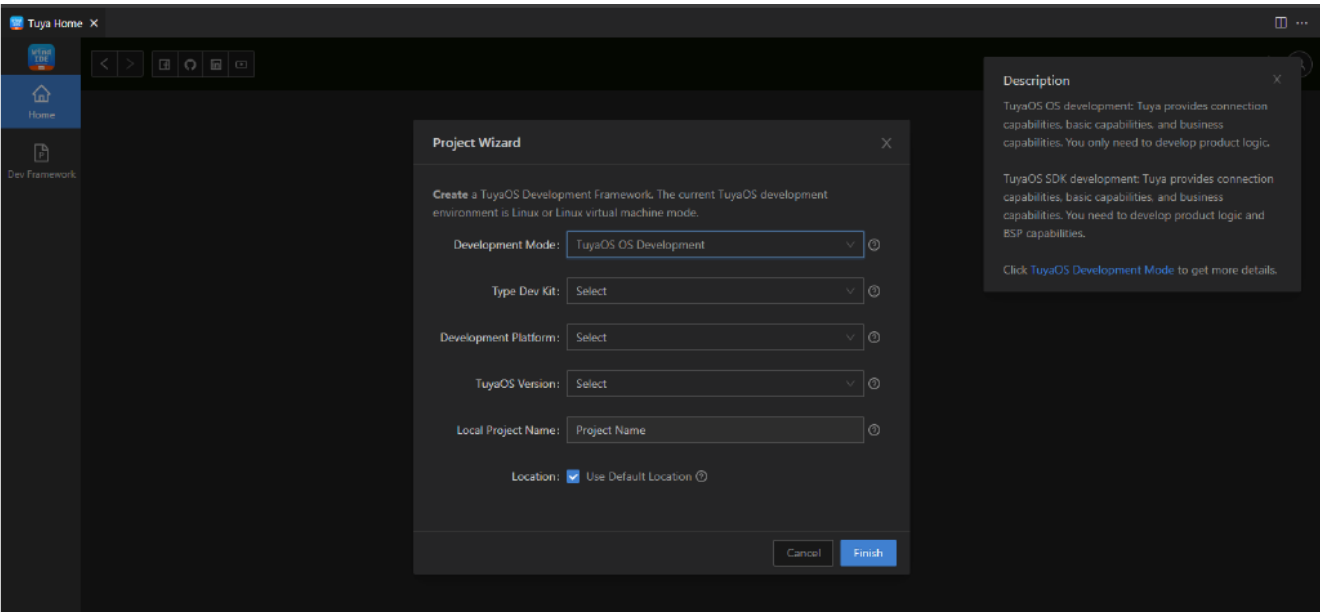 Tuya Home
Wind
IDE
Home
Dev Framework
Project Wizard
Create a TuyaOS Development Framework. The current TuyaOS development
environment is Linux or Linux virtual machine mode.
Development Mode: TuyaOS OS Development
Type Dev Kit: Select
Development Platform: Select
TuyaOS Version: Select
Local Project Name: Project Name
Location: Use Default Location
Cancel Finish
Description
TuyaOS OS development: Tuya provides connection
capabilities, basic capabilities, and business
capabilities. You only need to develop product logic.
TuyaOS SDK development: Tuya provides connection
capabilities, basic capabilities, and business
capabilities. You need to develop product logic and
BSP capabilities.
Click TuyaOS Development Mode to get more details.